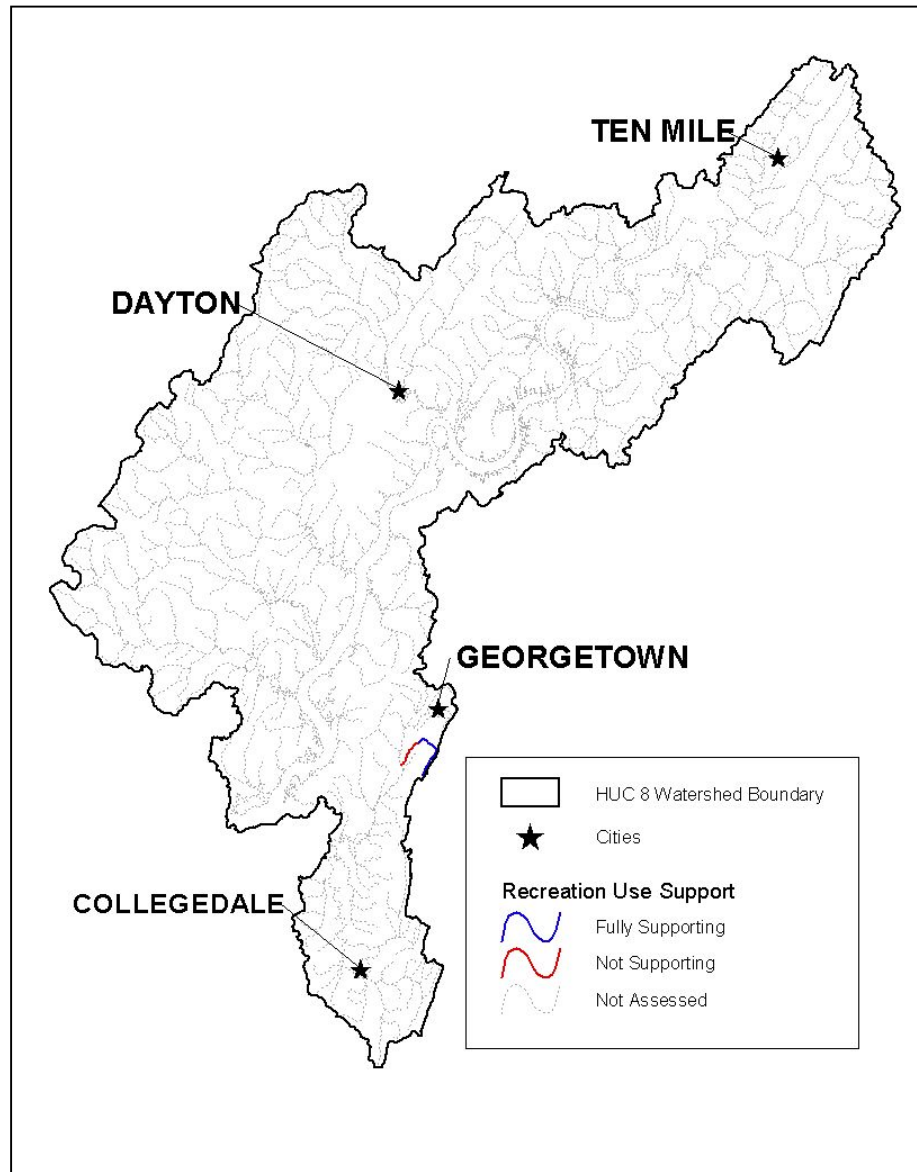 TEN MILE
DAYTON
GEORGETOWN
COLLEGEDALE
HUC 8 Watershed Boundary
Cities
Recreation Use Support
Fully Supporting
Not Supporting
Not Assessed